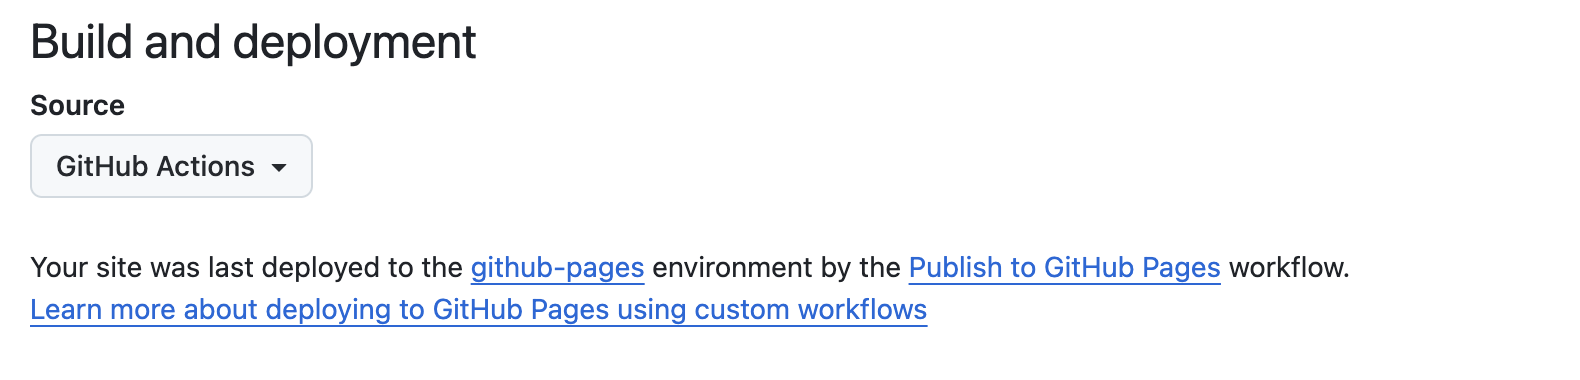 Build and deployment
Source
GitHub Actions
Your site was last deployed to the github-pages environment by the Publish to GitHub Pages workflow.
Learn more about deploying to GitHub Pages using custom workflows